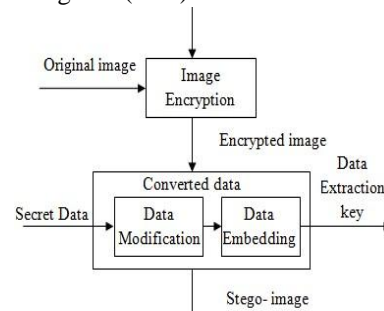 Original image
Image
Encryption
Encrypted image
Data
Extraction
key
Converted data
Secret Data
Data
Modification
Data
Embedding
Stego- image